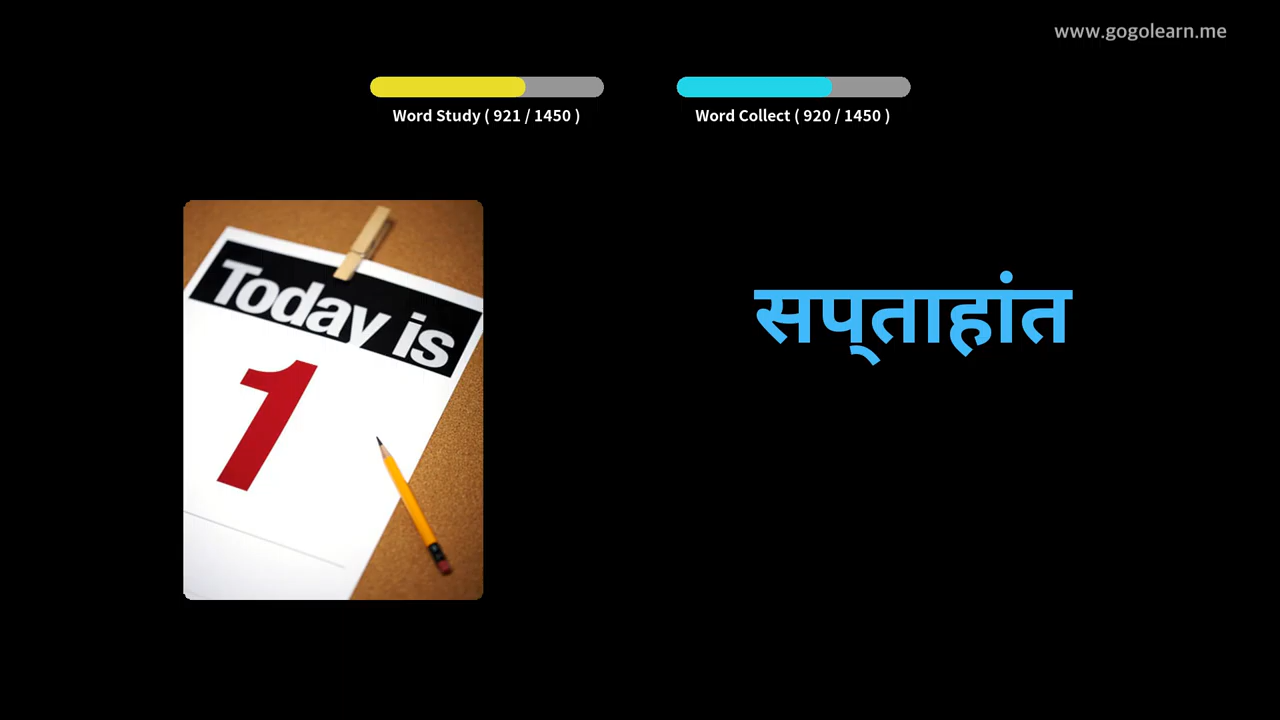 www.gogolearn.me
Word Study ( 921 / 1450 )
Word Collect ( 920 / 1450 )
Today is
1
सप्ताहांत